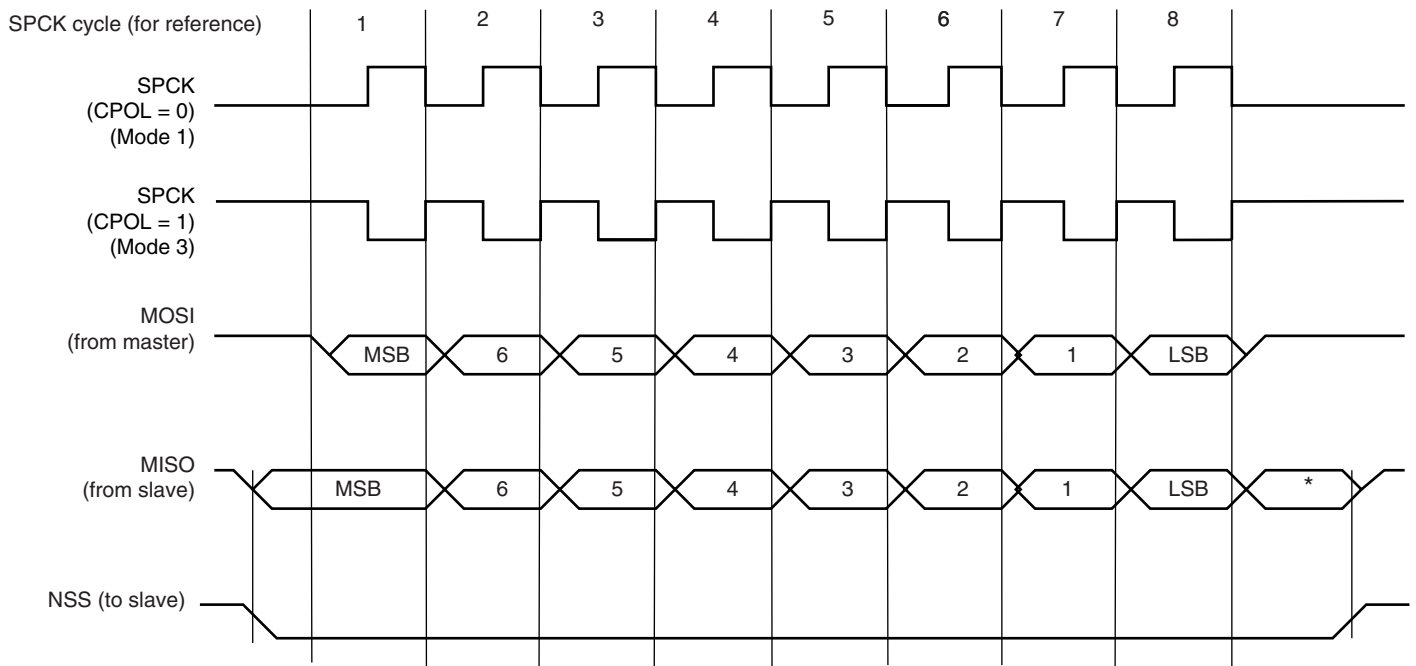 SPCK cycle (for reference)
1 2 3 4 5 6 7 8
SPCK
(CPOL = 0)
(Mode 1)
SPCK
(CPOL = 1)
(Mode 3)
MOSI
(from master)
MSB 6 5 4 3 2 1 LSB
MISO
(from slave)
MSB 6 5 4 3 2 1 LSB *
NSS (to slave)